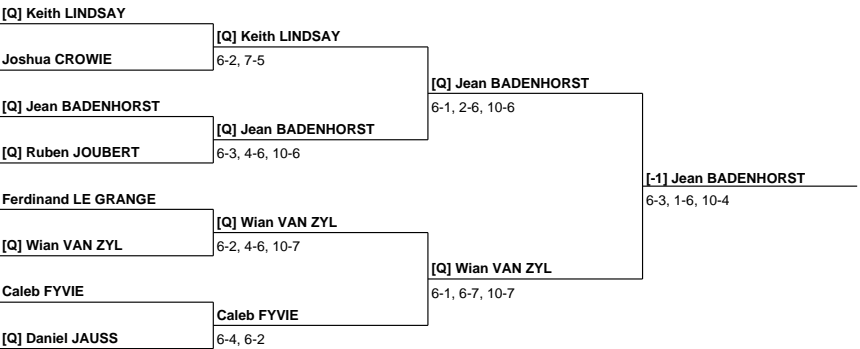 [Q] Keith LINDSAY
Joshua CROWIE
[Q] Jean BADENHORST
[Q] Ruben JOUBERT
Ferdinand LE GRANGE
[Q] Wian VAN ZYL
Caleb FYVIE
[Q] Daniel JAUSS
[Q] Keith LINDSAY
6-2, 7-5
[Q] Jean BADENHORST
6-3, 4-6, 10-6
[Q] Wian VAN ZYL
6-2, 4-6, 10-7
Caleb FYVIE
6-4, 6-2
[Q] Jean BADENHORST
6-1, 2-6, 10-6
[Q] Wian VAN ZYL
6-1, 6-7, 10-7
[-1] Jean BADENHORST
6-3, 1-6, 10-4